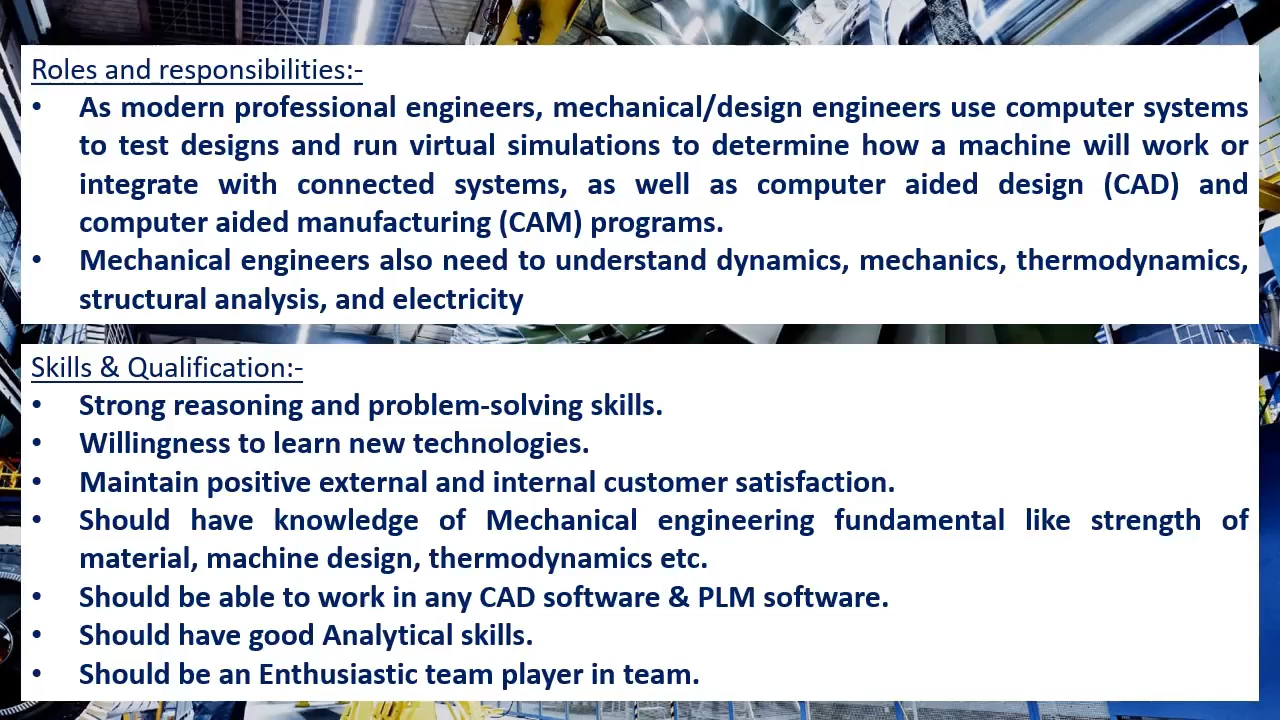 Roles and responsibilities:-
• As modern professional engineers, mechanical/design engineers use computer systems
to test designs and run virtual simulations to determine how a machine will work or
integrate with connected systems, as well as computer aided design (CAD) and
computer aided manufacturing (CAM) programs.
• Mechanical engineers also need to understand dynamics, mechanics, thermodynamics,
structural analysis, and electricity
Skills & Qualification:-
• Strong reasoning and problem-solving skills.
• Willingness to learn new technologies.
• Maintain positive external and internal customer satisfaction.
• Should have knowledge of Mechanical engineering fundamental like strength of
material, machine design, thermodynamics etc.
• Should be able to work in any CAD software & PLM software.
• Should have good Analytical skills.
• Should be an Enthusiastic team player in team.